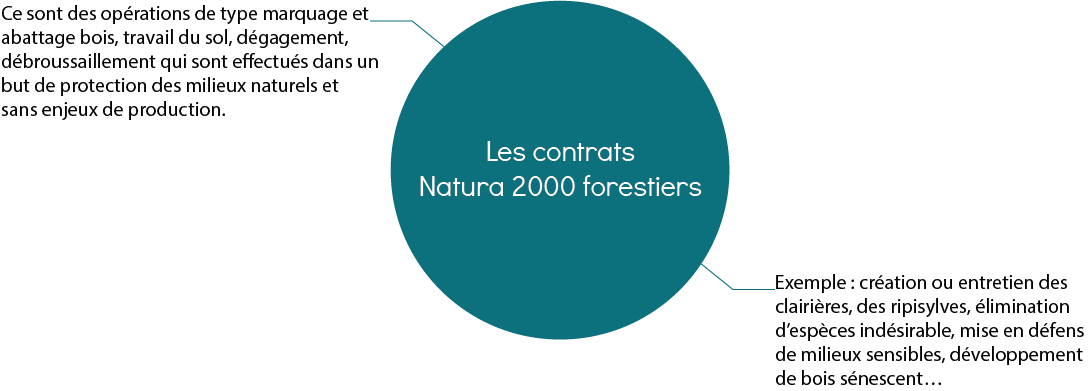 Ce sont des opérations de type marquage et
abattage bois, travail du sol, dégagement,
débroussaillement qui sont effectués dans un
but de protection des milieux naturels et
sans enjeux de production.
Les contrats
Natura 2000 forestiers
Exemple : création ou entretien des
clairières, des ripisylves, élimination
d’espèces indésirable, mise en défens
de milieux sensibles, développement
de bois sénescent…